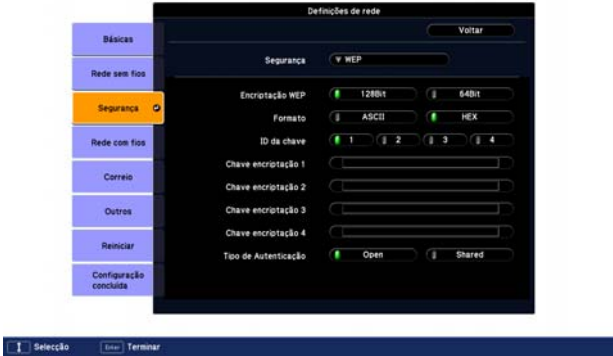 Definições de rede
Voltar
Básicas
Rede sem fios
Segurança
Rede com fios
Correio
Outros
Reiniciar
Configuração
concluída
Segurança WEP
Encriptação WEP 128Bit 64Bit
Formato ASCII HEX
ID da chave 1 2 3 4
Chave encriptação 1
Chave encriptação 2
Chave encriptação 3
Chave encriptação 4
Tipo de Autenticação Open Shared
Selecção Enter Terminar